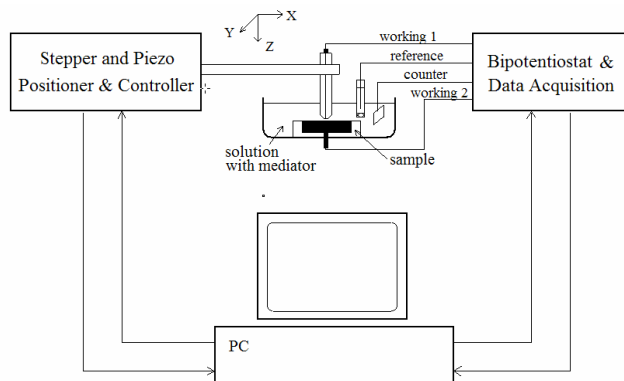 X
Y
Z
Stepper and Piezo
Positioner & Controller
working 1
reference
counter
working 2
Bipotentiostat &
Data Acquisition
solution
with mediator
sample
PC